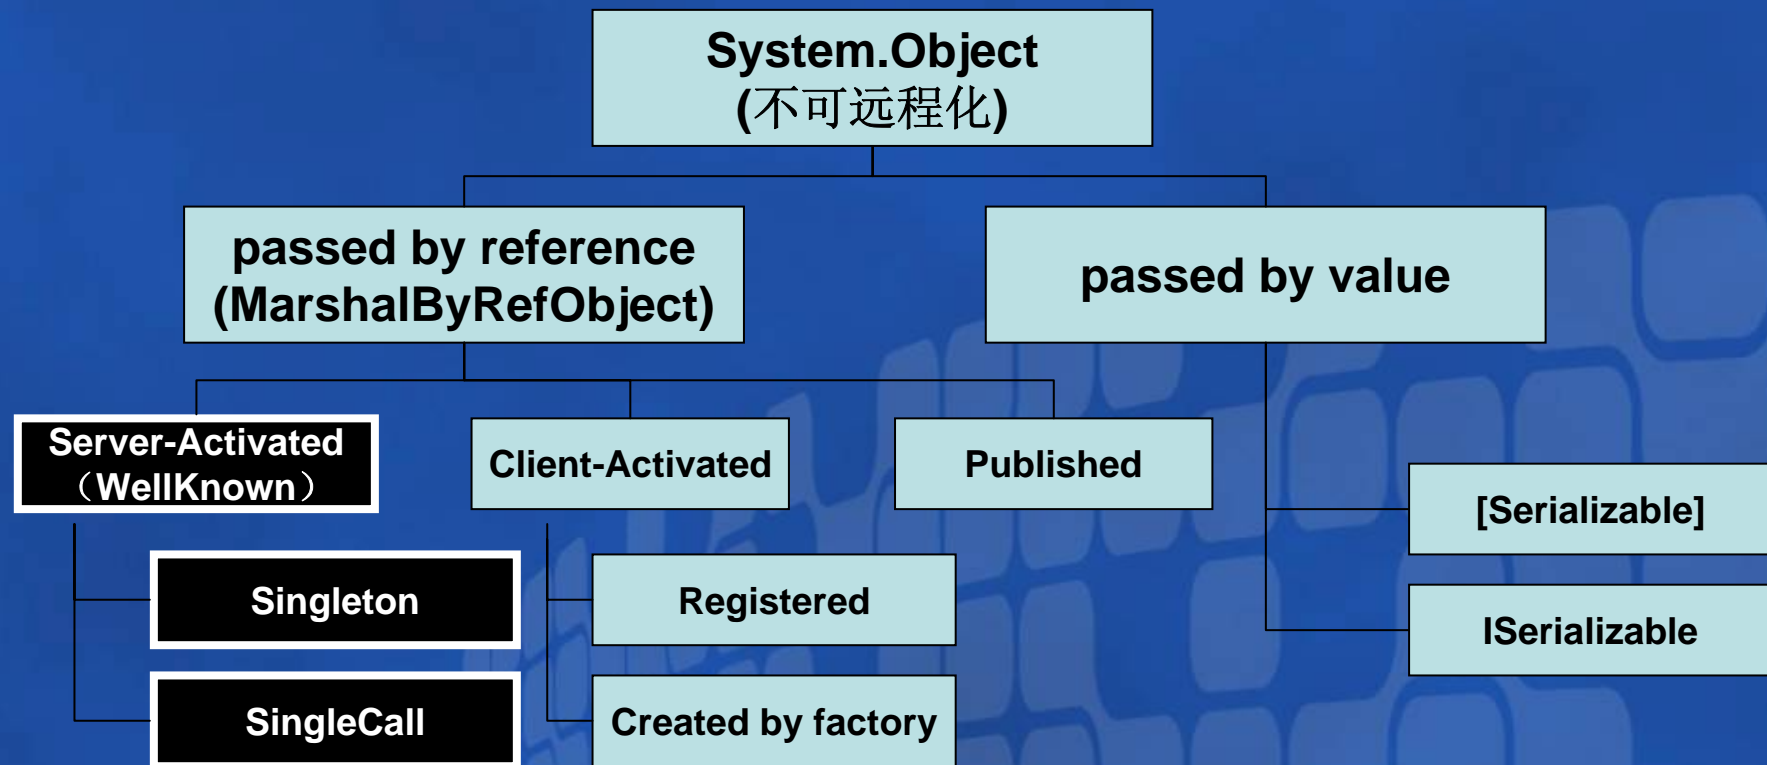 System.Object
(不可远程化)
passed by reference
(MarshalByRefObject)
passed by value
Server-Activated
（WellKnown）
Client-Activated
Published
[Serializable]
ISerializable
Singleton
SingleCall
Registered
Created by factory